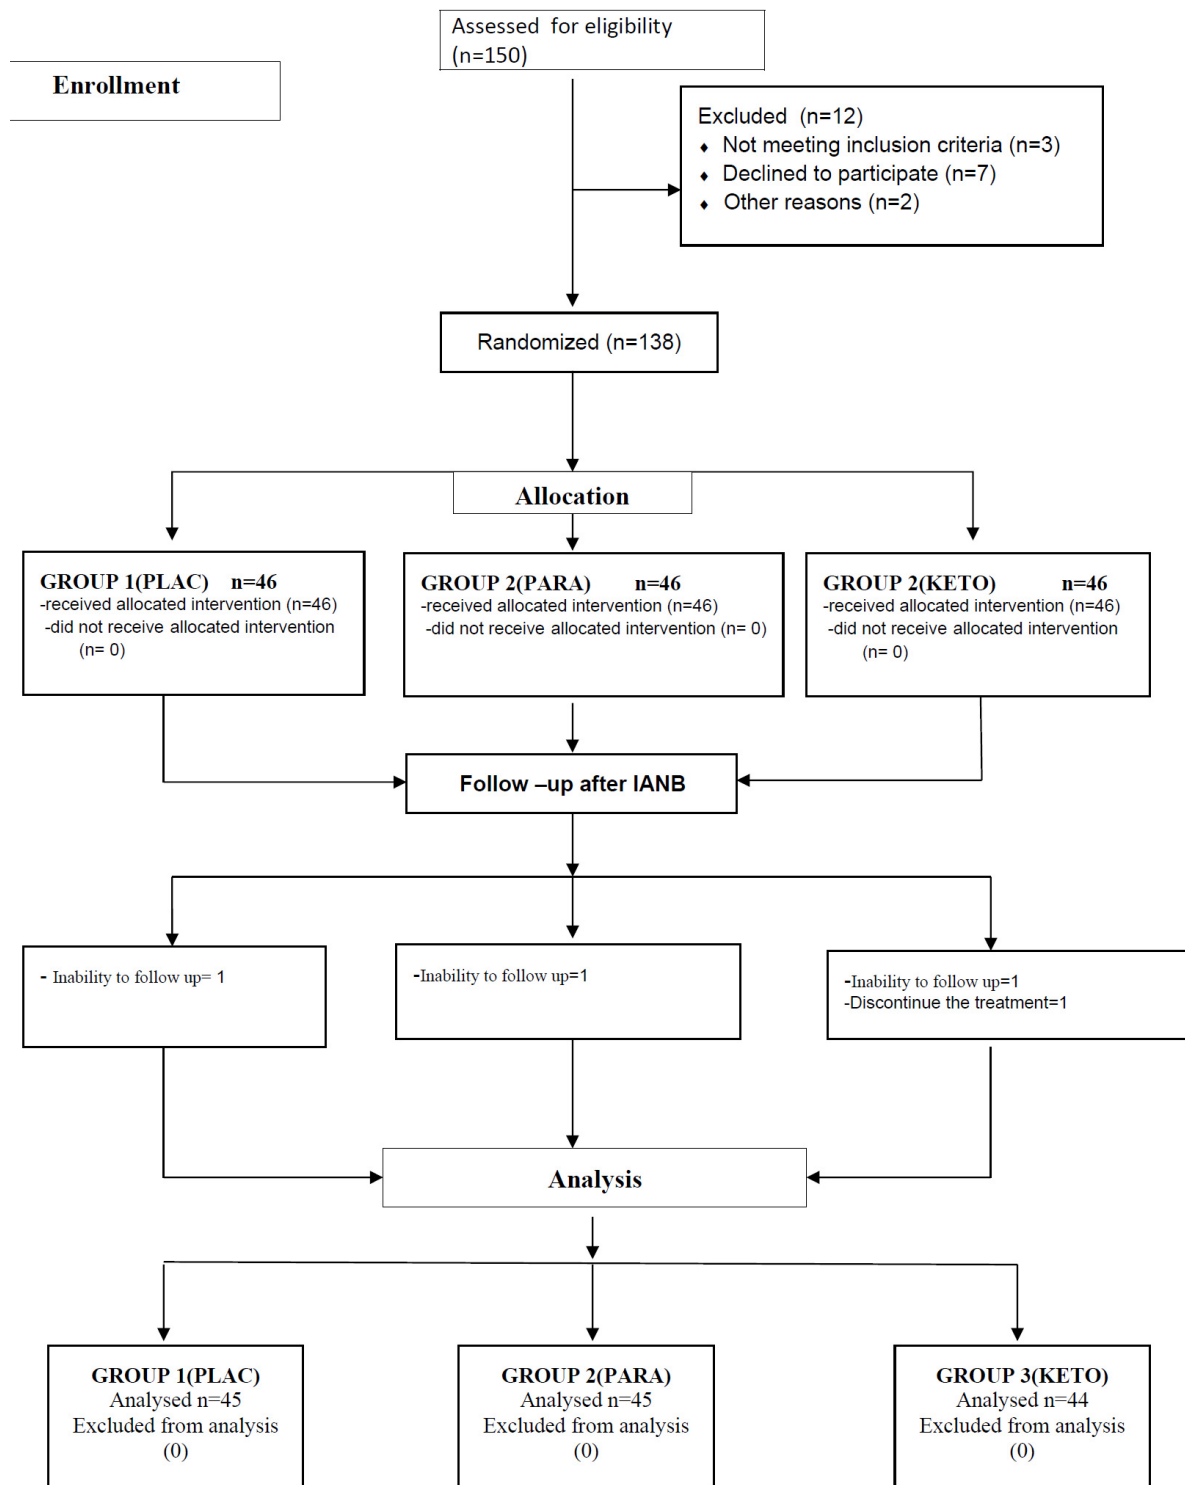 Assessed for eligibility
(n=150)
Enrollment
Excluded (n=12)
♦ Not meeting inclusion criteria (n=3)
♦ Declined to participate (n=7)
♦ Other reasons (n=2)
Randomized (n=138)
Allocation
GROUP 1(PLAC) n=46
-received allocated intervention (n=46)
-did not receive allocated intervention
(n= 0)
GROUP 2(PARA) n=46
-received allocated intervention (n=46)
-did not receive allocated intervention (n= 0)
GROUP 2(KETO) n=46
-received allocated intervention (n=46)
-did not receive allocated intervention
(n= 0)
Follow –up after IANB
- Inability to follow up= 1
-Inability to follow up=1
-Inability to follow up=1
-Discontinue the treatment=1
Analysis
GROUP 1(PLAC)
Analysed n=45
Excluded from analysis
(0)
GROUP 2(PARA)
Analysed n=45
Excluded from analysis
(0)
GROUP 3(KETO)
Analysed n=44
Excluded from analysis
(0)